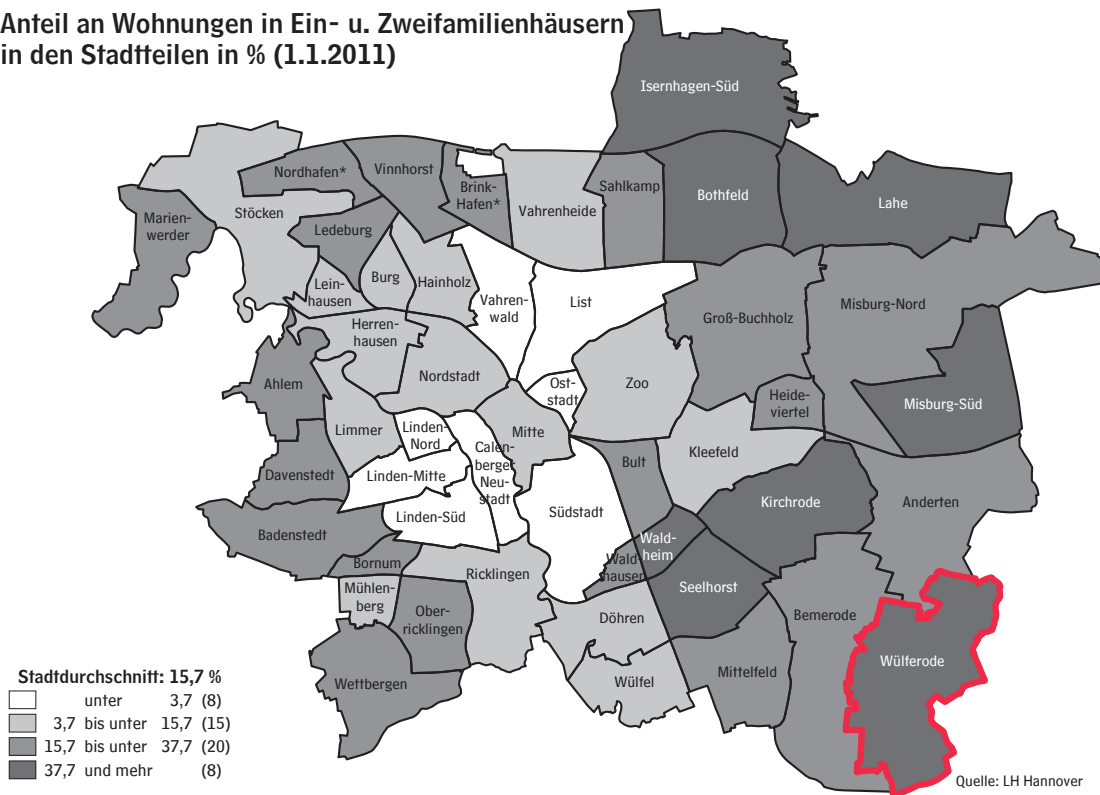 Anteil an Wohnungen in Ein- u. Zweifamilienhäusern
in den Stadtteilen in % (1.1.2011)
Isernhagen-Süd
Nordhafen*
Vinnhorst
Brink-
Hafen*
Sahlkamp
Bothfeld
Lahe
Marien-
werder
Stöcken
Vahrenheide
Ledeburg
Lein-
hausen
Burg
Hainholz
Vahren-
wald
List
Groß-Buchholz
Misburg-Nord
Herren-
hausen
Nordstadt
Ahlem
Ost-
stadt
Zoo
Heide-
viertel
Misburg-Süd
Limmer
Linden-
Nord
Calen-
berger
Neu-
stadt
Mitte
Kleefeld
Bult
Davenstedt
Linden-Mitte
Linden-Süd
Südstadt
Kirchrode
Anderten
Badenstedt
Bornum
Wald-
heim
Wald-
hausen
Ricklingen
Mühlen-
berg
Ober-
ricklingen
Seelhorst
Döhren
Bemerode
Wülferode
Wettbergen
Wülfel
Mittelfeld
Stadtdurchschnitt: 15,7 %
unter 3,7 (8)
3,7 bis unter 15,7 (15)
15,7 bis unter 37,7 (20)
37,7 und mehr (8)
Quelle: LH Hannover